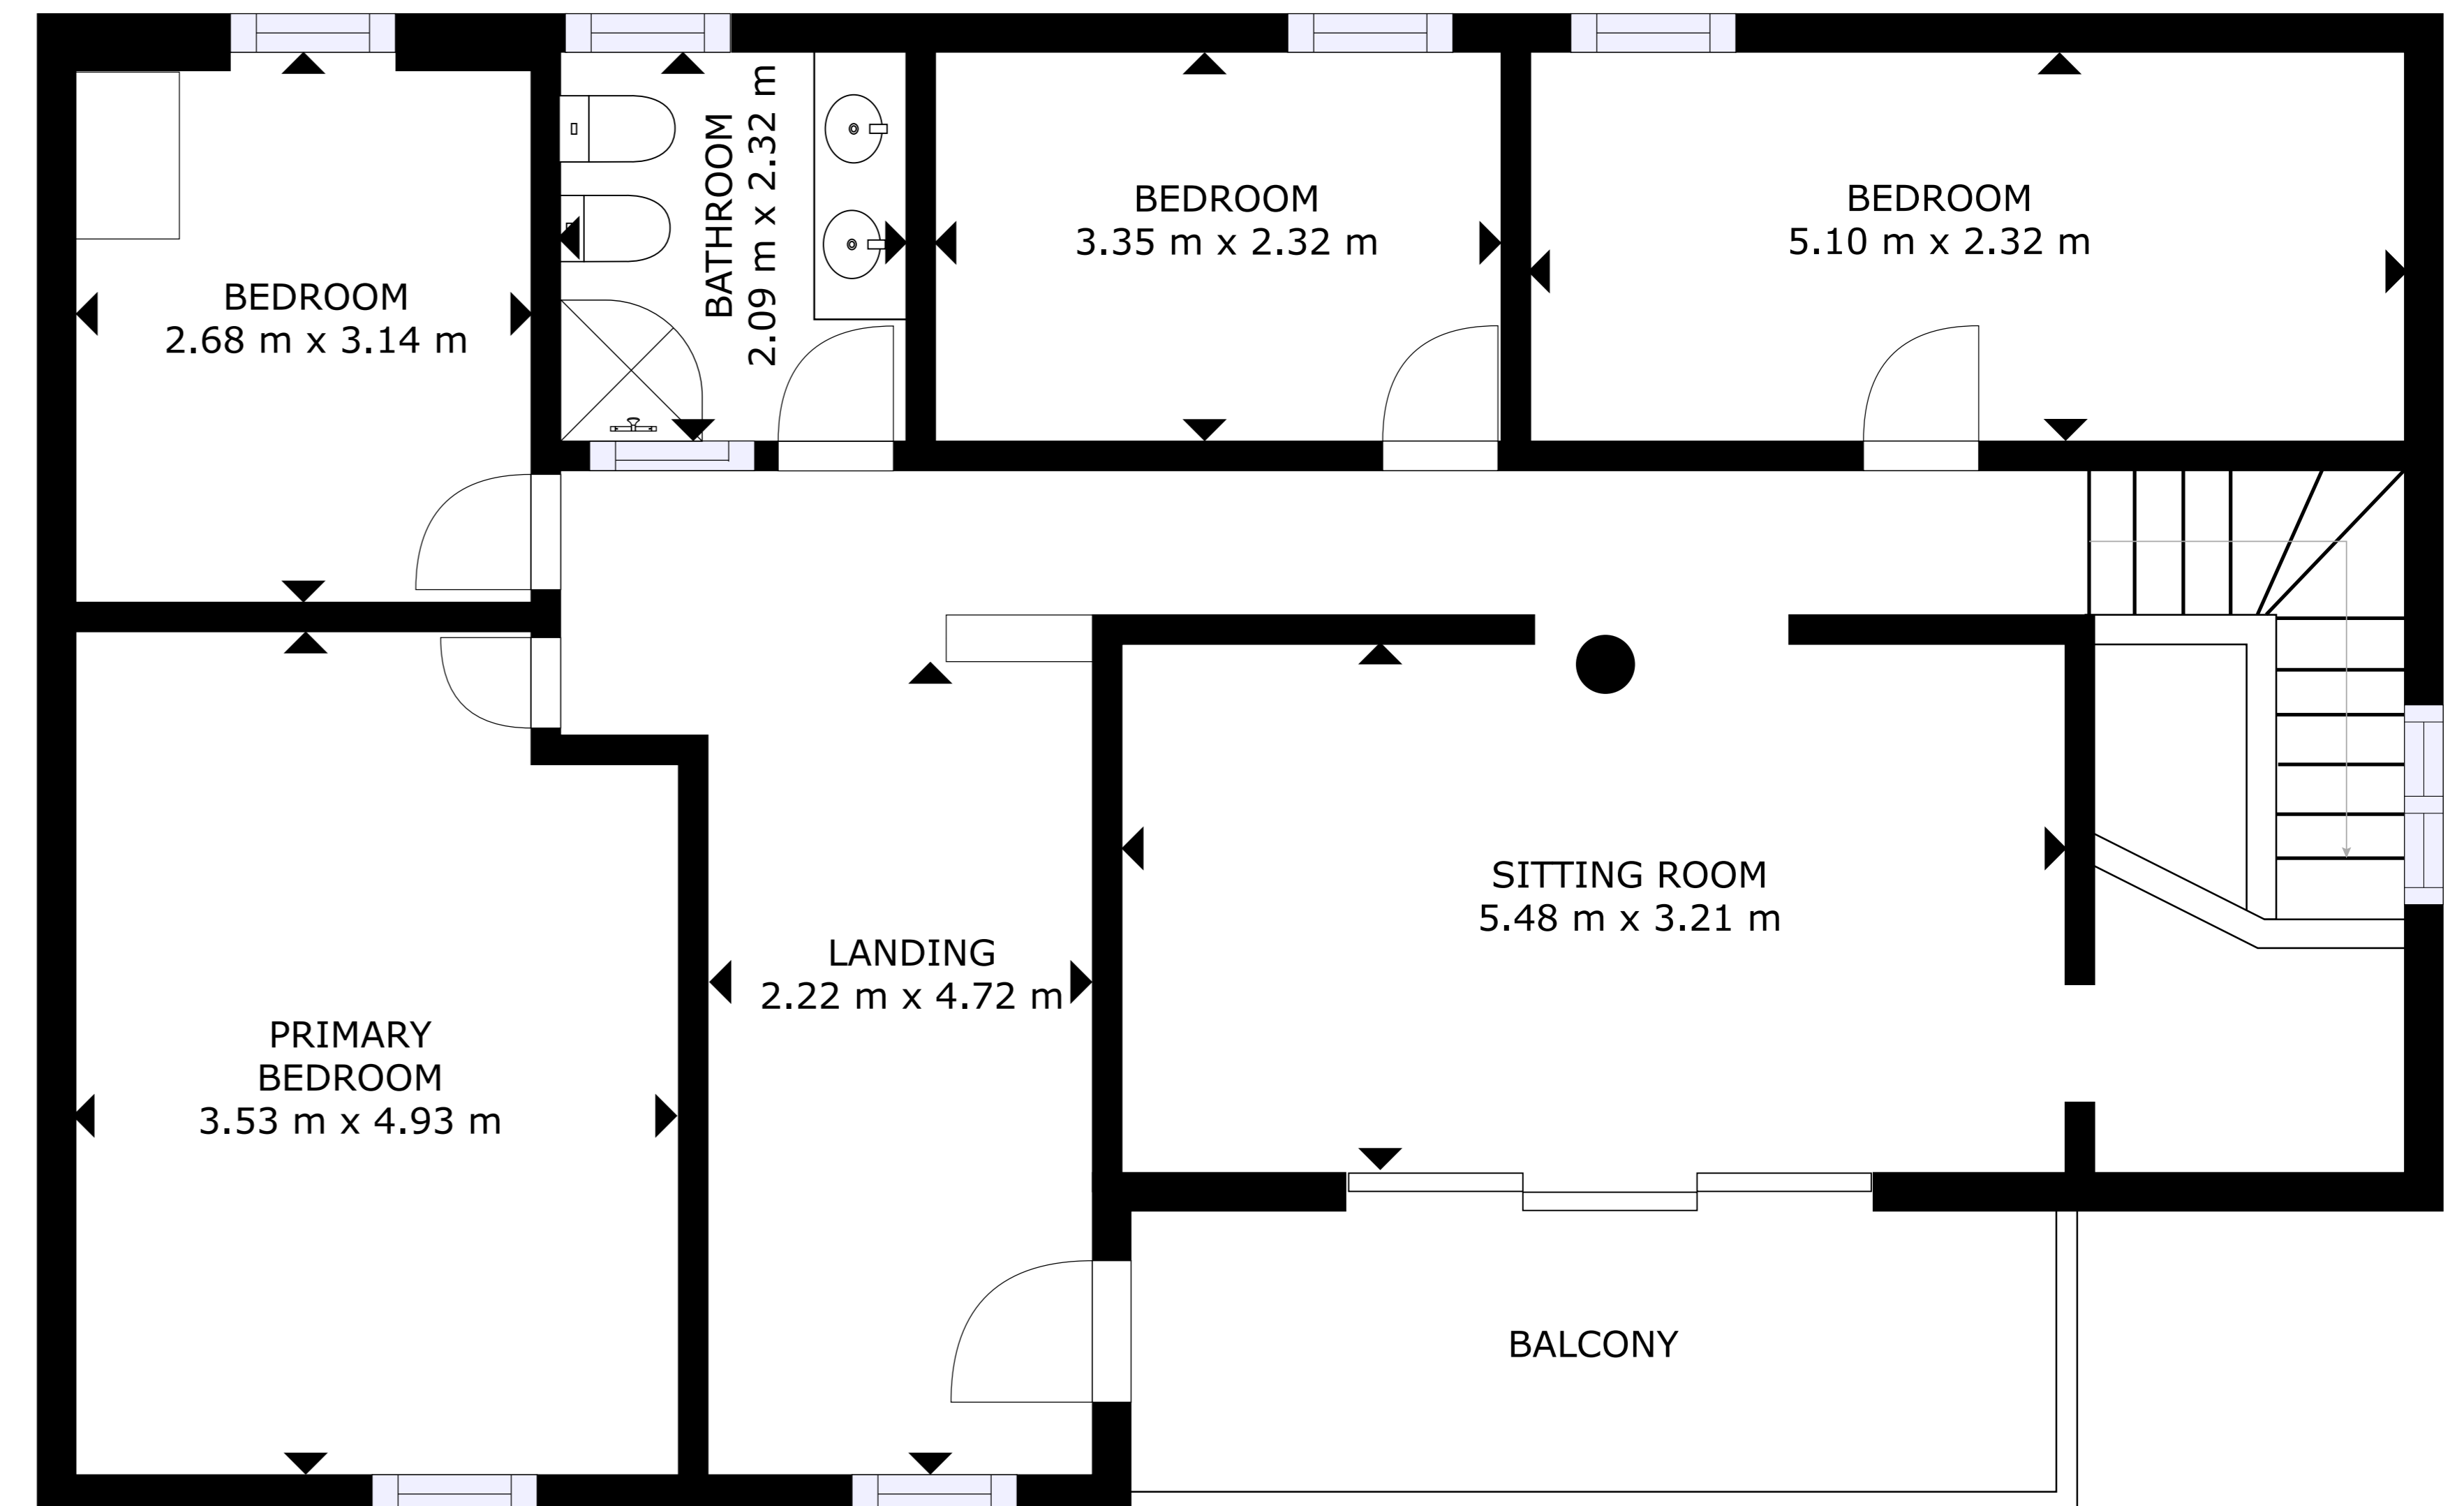 BEDROOM
2.68 m x 3.14 m
BATHROOM
2.09 m x 2.32 m
BEDROOM
3.35 m x 2.32 m
BEDROOM
5.10 m x 2.32 m
PRIMARY
BEDROOM
3.53 m x 4.93 m
LANDING
2.22 m x 4.72 m
SITTING ROOM
5.48 m x 3.21 m
BALCONY